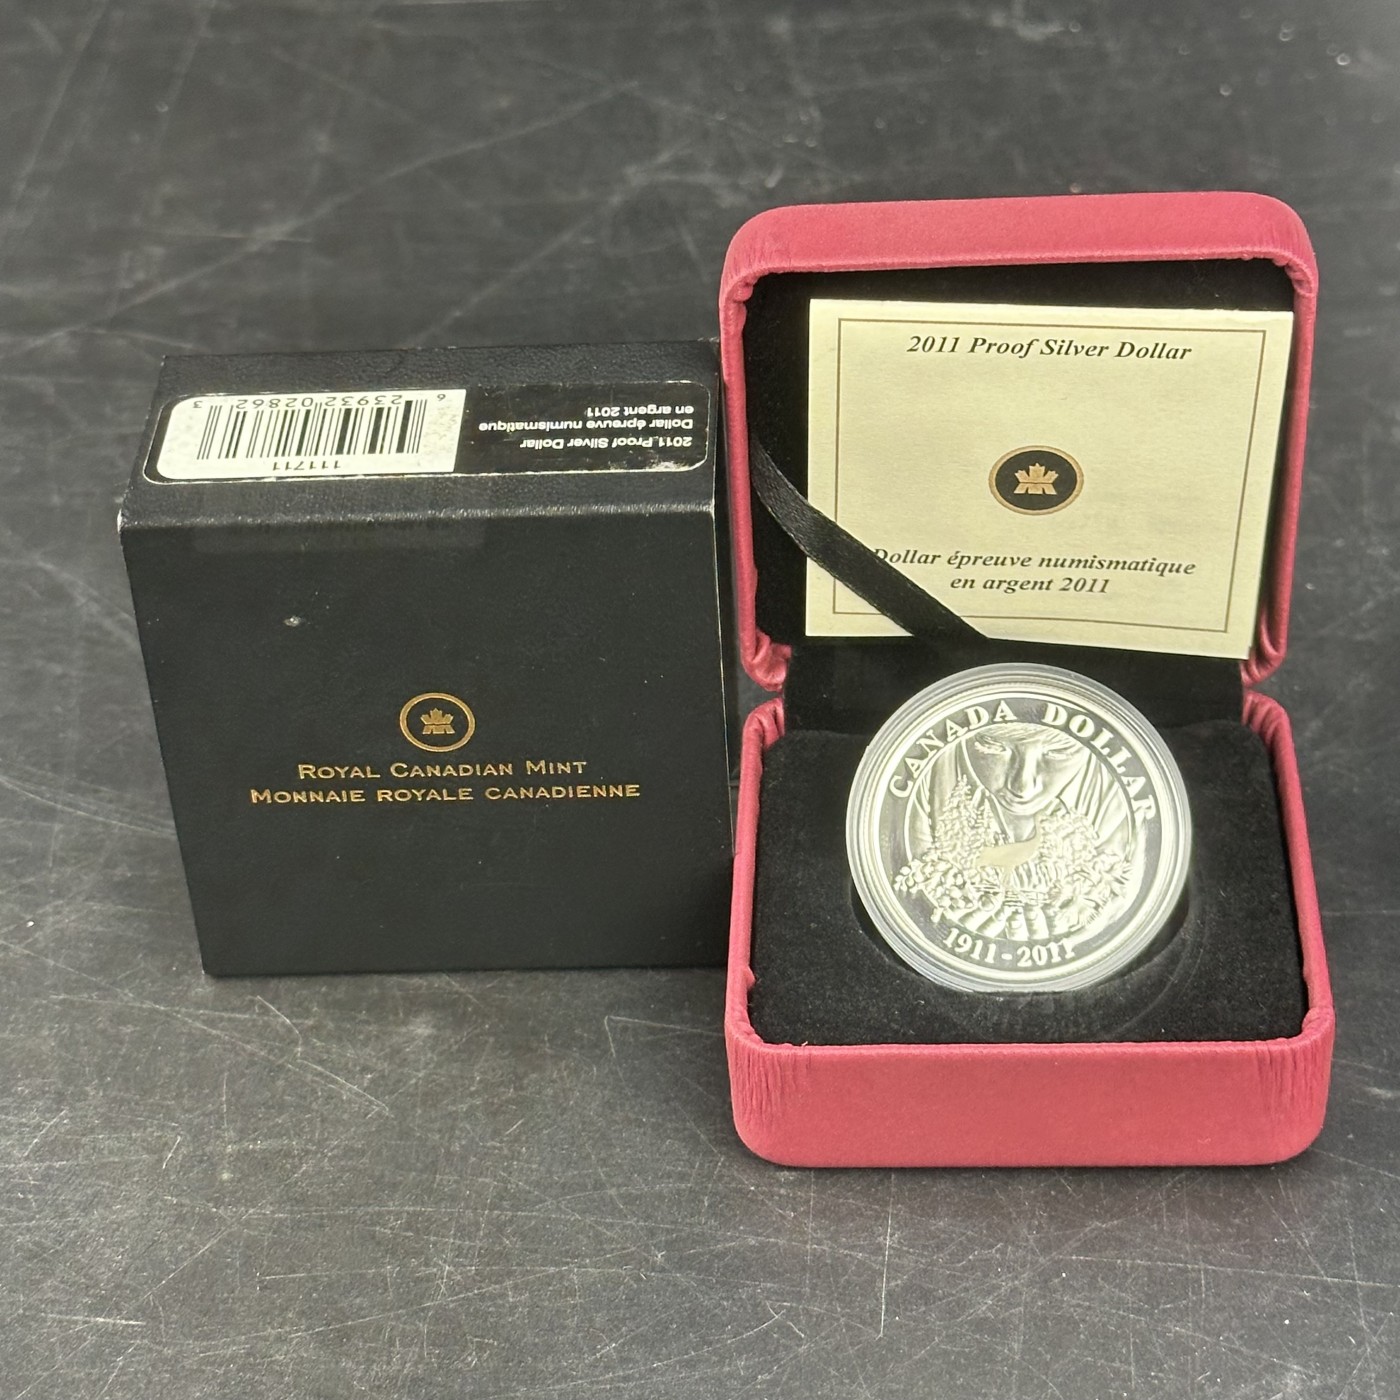 111711
6 23932 02862 3
2011 Proof Silver Dollar
Dollar épreuve numismatique
en argent 2011
ROYAL CANADIAN MINT
MONNAIE ROYALE CANADIENNE
2011 Proof Silver Dollar
Dollar épreuve numismatique
en argent 2011
CANADA DOLLAR
1911-2011